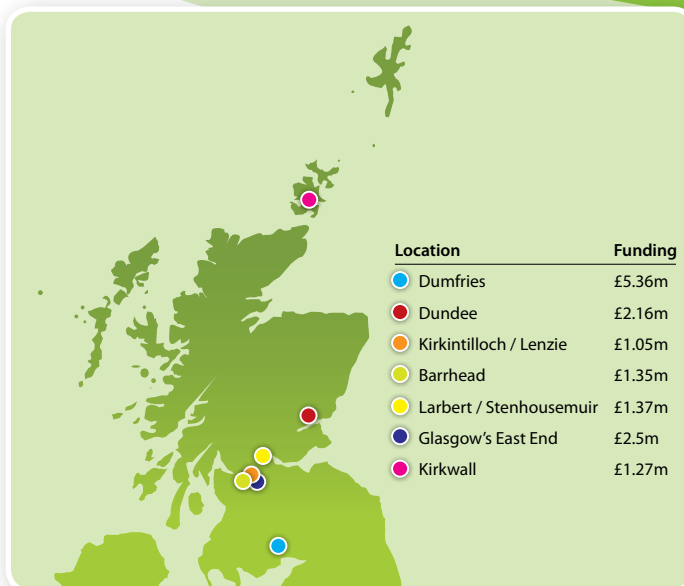 Location Funding
Dumfries £5.36m
Dundee £2.16m
Kirkintilloch / Lenzie £1.05m
Barrhead £1.35m
Larbert / Stenhousemuir £1.37m
Glasgow's East End £2.5m
Kirkwall £1.27m